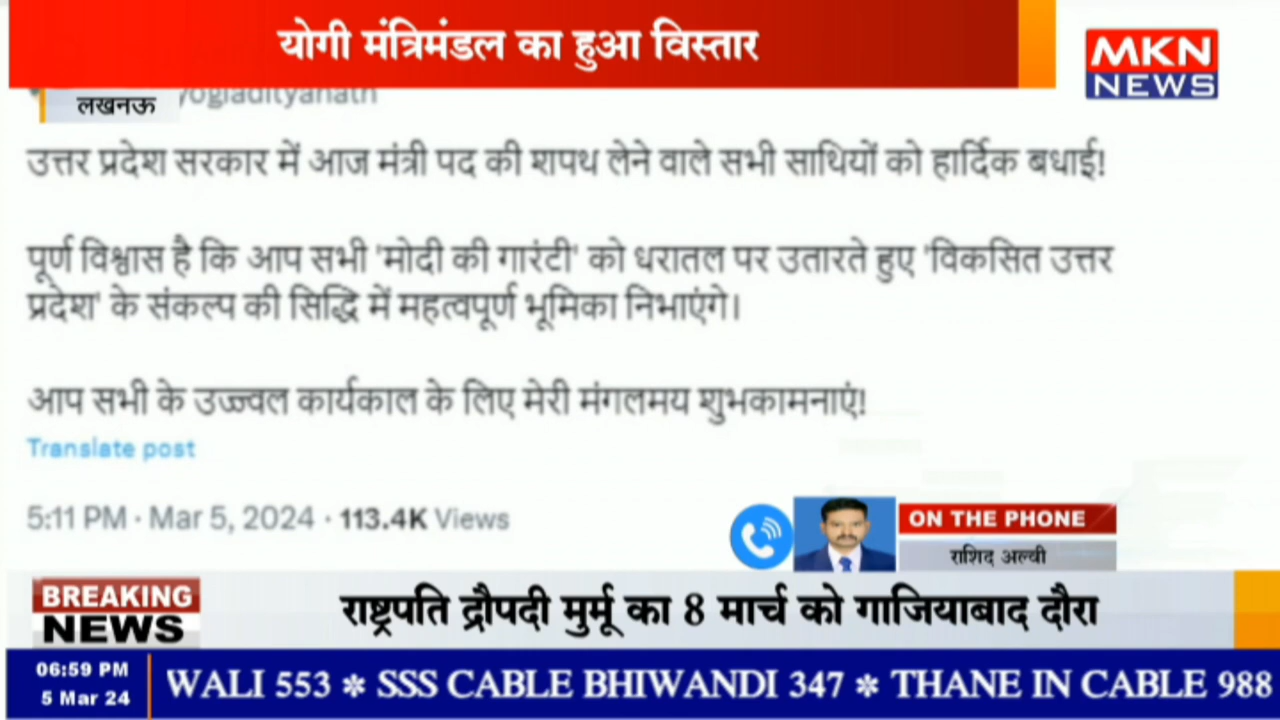 योगी मंत्रिमंडल का हुआ विस्तार
MKN
NEWS
लखनऊ
yogiadityanath
उत्तर प्रदेश सरकार में आज मंत्री पद की शपथ लेने वाले सभी साथियों को हार्दिक बधाई!
पूर्ण विश्वास है कि आप सभी 'मोदी की गारंटी' को धरातल पर उतारते हुए 'विकसित उत्तर
प्रदेश' के संकल्प की सिद्धि में महत्वपूर्ण भूमिका निभाएंगे।
आप सभी के उज्ज्वल कार्यकाल के लिए मेरी मंगलमय शुभकामनाएं!
Translate post
5:11 PM · Mar 5, 2024 · 113.4K Views
ON THE PHONE
राशिद अल्वी
BREAKING
NEWS
राष्ट्रपति द्रौपदी मुर्मू का 8 मार्च को गाजियाबाद दौरा
06:59 PM
5 Mar 24
WALI 553 ✻ SSS CABLE BHIWANDI 347 ✻ THANE IN CABLE 988